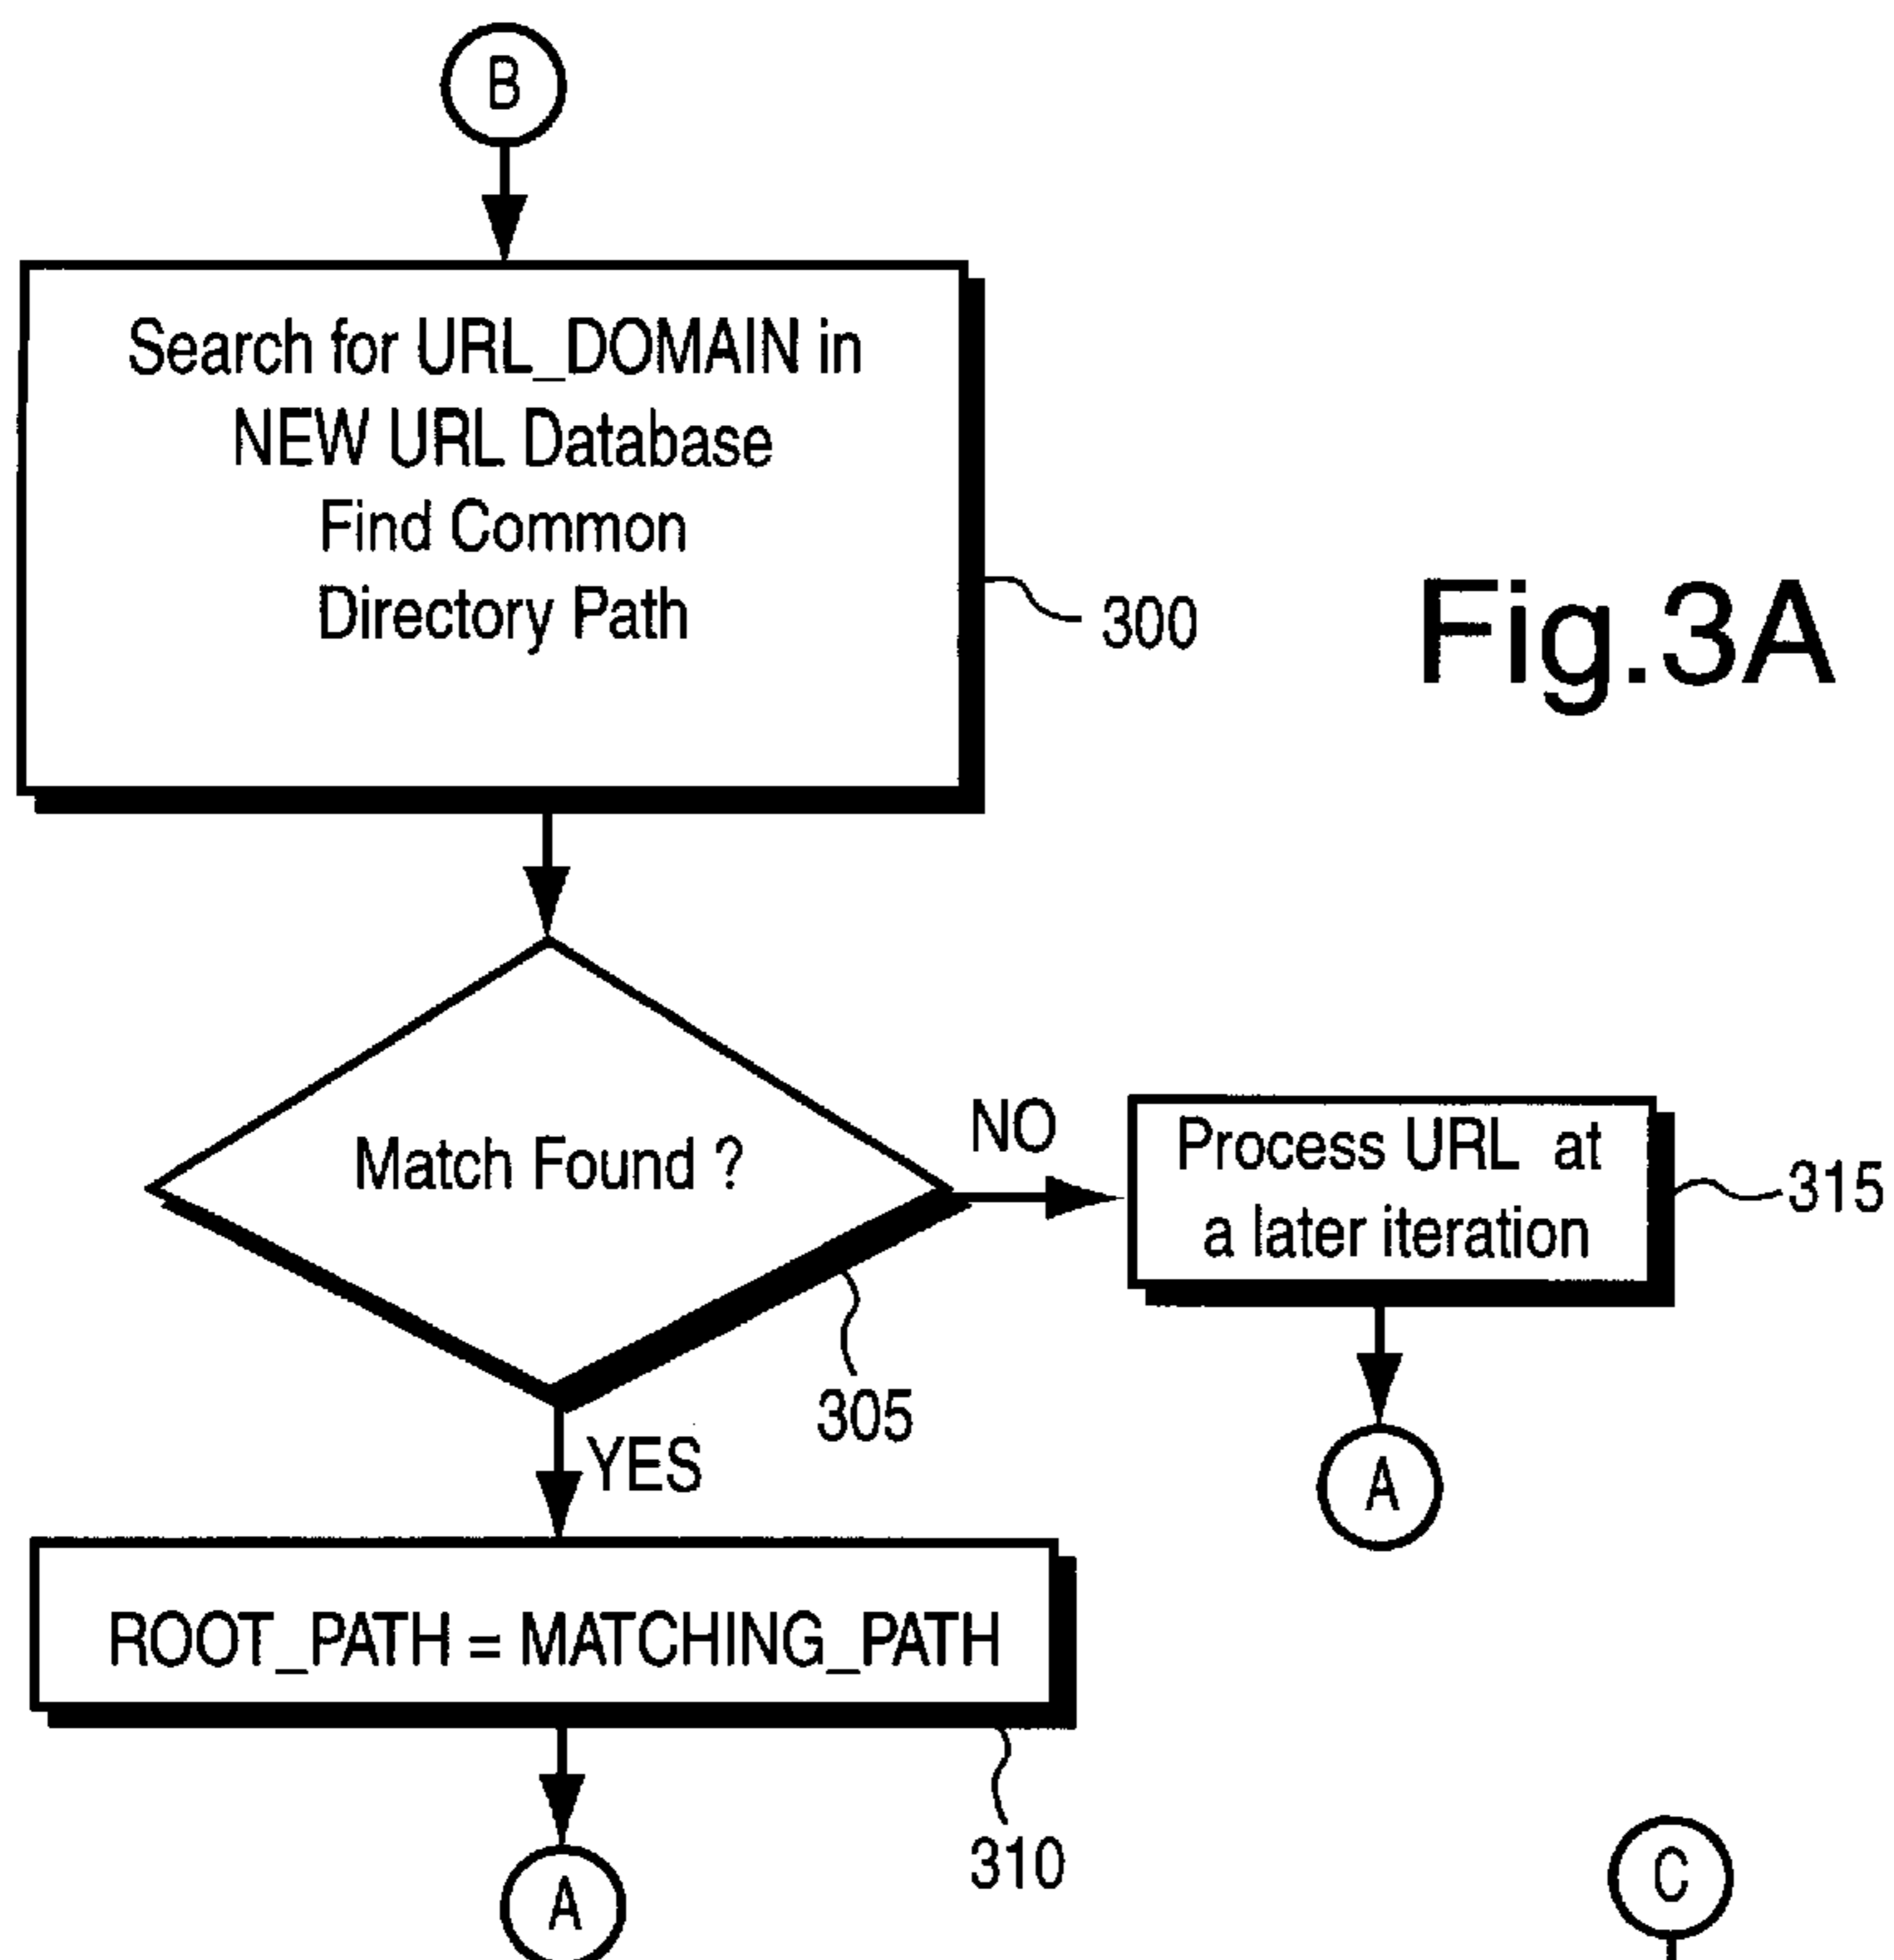 B
Search for URL_DOMAIN in
NEW URL Database
Find Common
Directory Path
300
Fig.3A
Match Found ?
NO
Process URL at
a later iteration
315
305
YES
A
ROOT_PATH = MATCHING_PATH
310
A
C